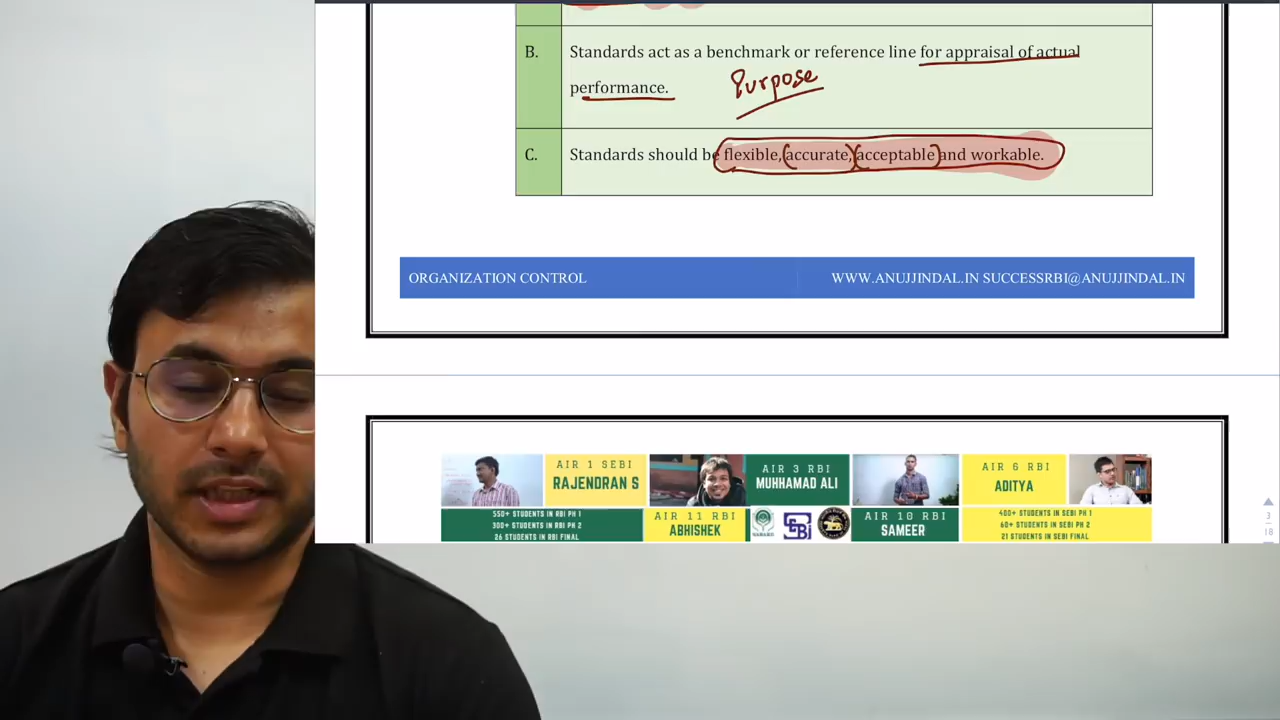 B. Standards act as a benchmark or reference line for appraisal of actual
performance. Purpose
C. Standards should be flexible, (accurate,) (acceptable) and workable.
ORGANIZATION CONTROL WWW.ANUJJINDAL.IN SUCCESSRBI@ANUJJINDAL.IN
AIR 1 SEBI
RAJENDRAN S
AIR 3 RBI
MUHHAMAD ALI
AIR 6 RBI
ADITYA
550+ STUDENTS IN RBI PH 1
300+ STUDENTS IN RBI PH 2
26 STUDENTS IN RBI FINAL
AIR 11 RBI
ABHISHEK
AIR 10 RBI
SAMEER
400+ STUDENTS IN SEBI PH 1
60+ STUDENTS IN SEBI PH 2
21 STUDENTS IN SEBI FINAL
3
18